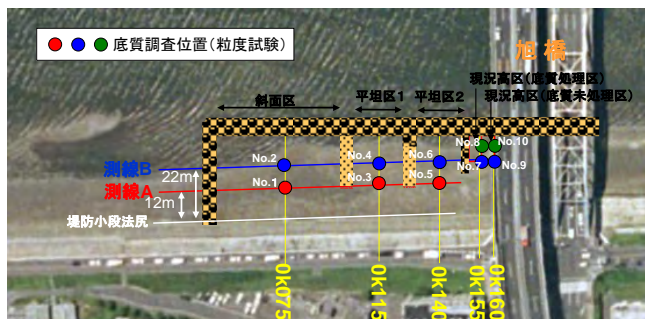 底質調査位置(粒度試験)
旭橋
現況高区(底質処理区)
現況高区(底質未処理区)
斜面区
平坦区1
平坦区2
No.8
No.10
測線B
No.2
No.4
No.6
No.7
No.9
22m
測線A
No.1
No.3
No.5
12m
堤防小段法尻
0k075
0k115
0k140
0k155
0k160